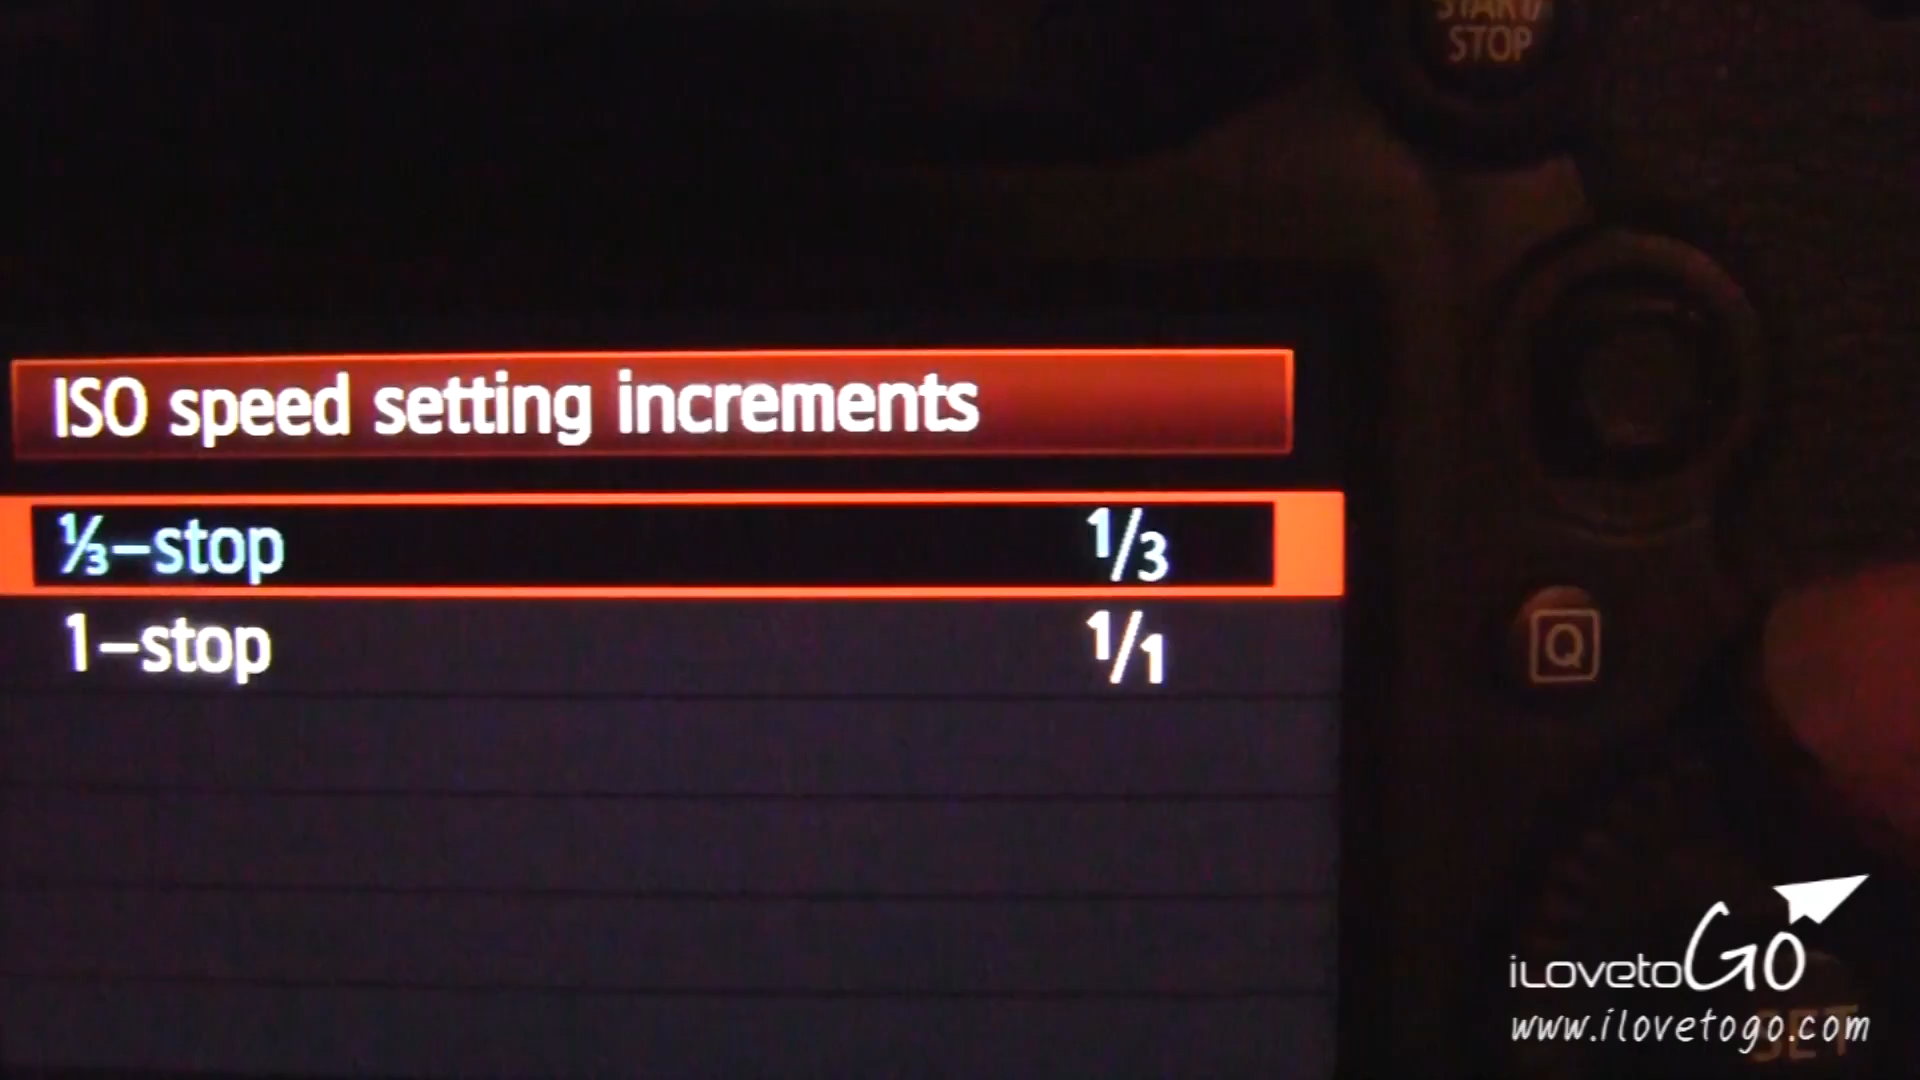 START/
STOP
ISO speed setting increments
⅓-stop 1/3
1-stop 1/1
Q
iLovetoGo
www.ilovetogo.com
SET